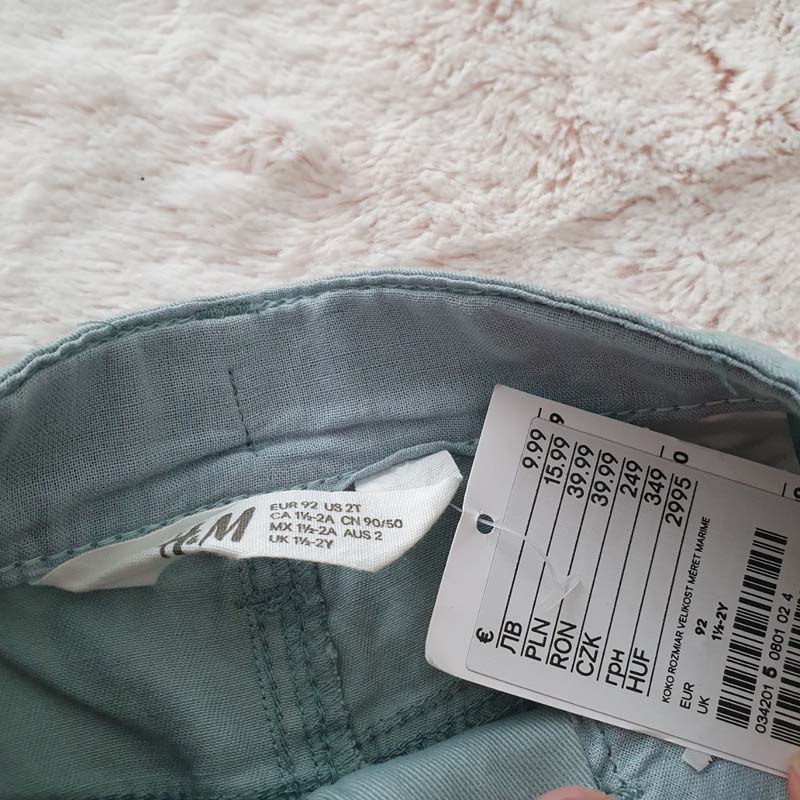 H&M
EUR 92 US 2T
CA 1½-2A CN 90/50
MX 1½-2A AUS 2
UK 1½-2Y
€ 9.99
ЛВ 15.99
PLN 39.99
RON 39.99
CZK 249
грн 349
HUF 2995
KOKO ROZMIAR VELIKOST MÉRET MARIME
EUR 92
UK 1½-2Y
034201 0801 02 4